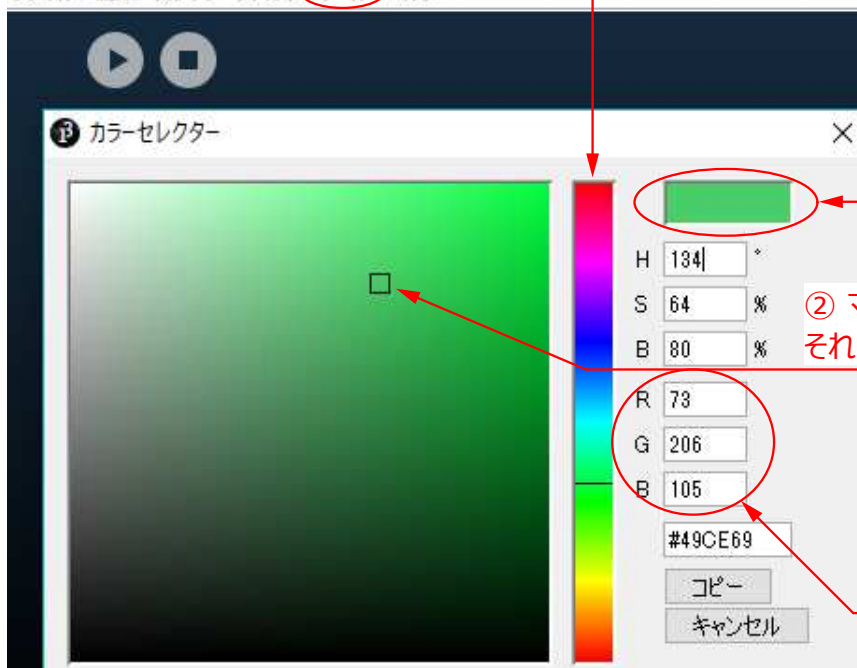 カラーセレクター
H 134 °
S 64 %
② マ
B 80 %
それ
R 73
G 206
B 105
#49CE69
コピー
キャンセル